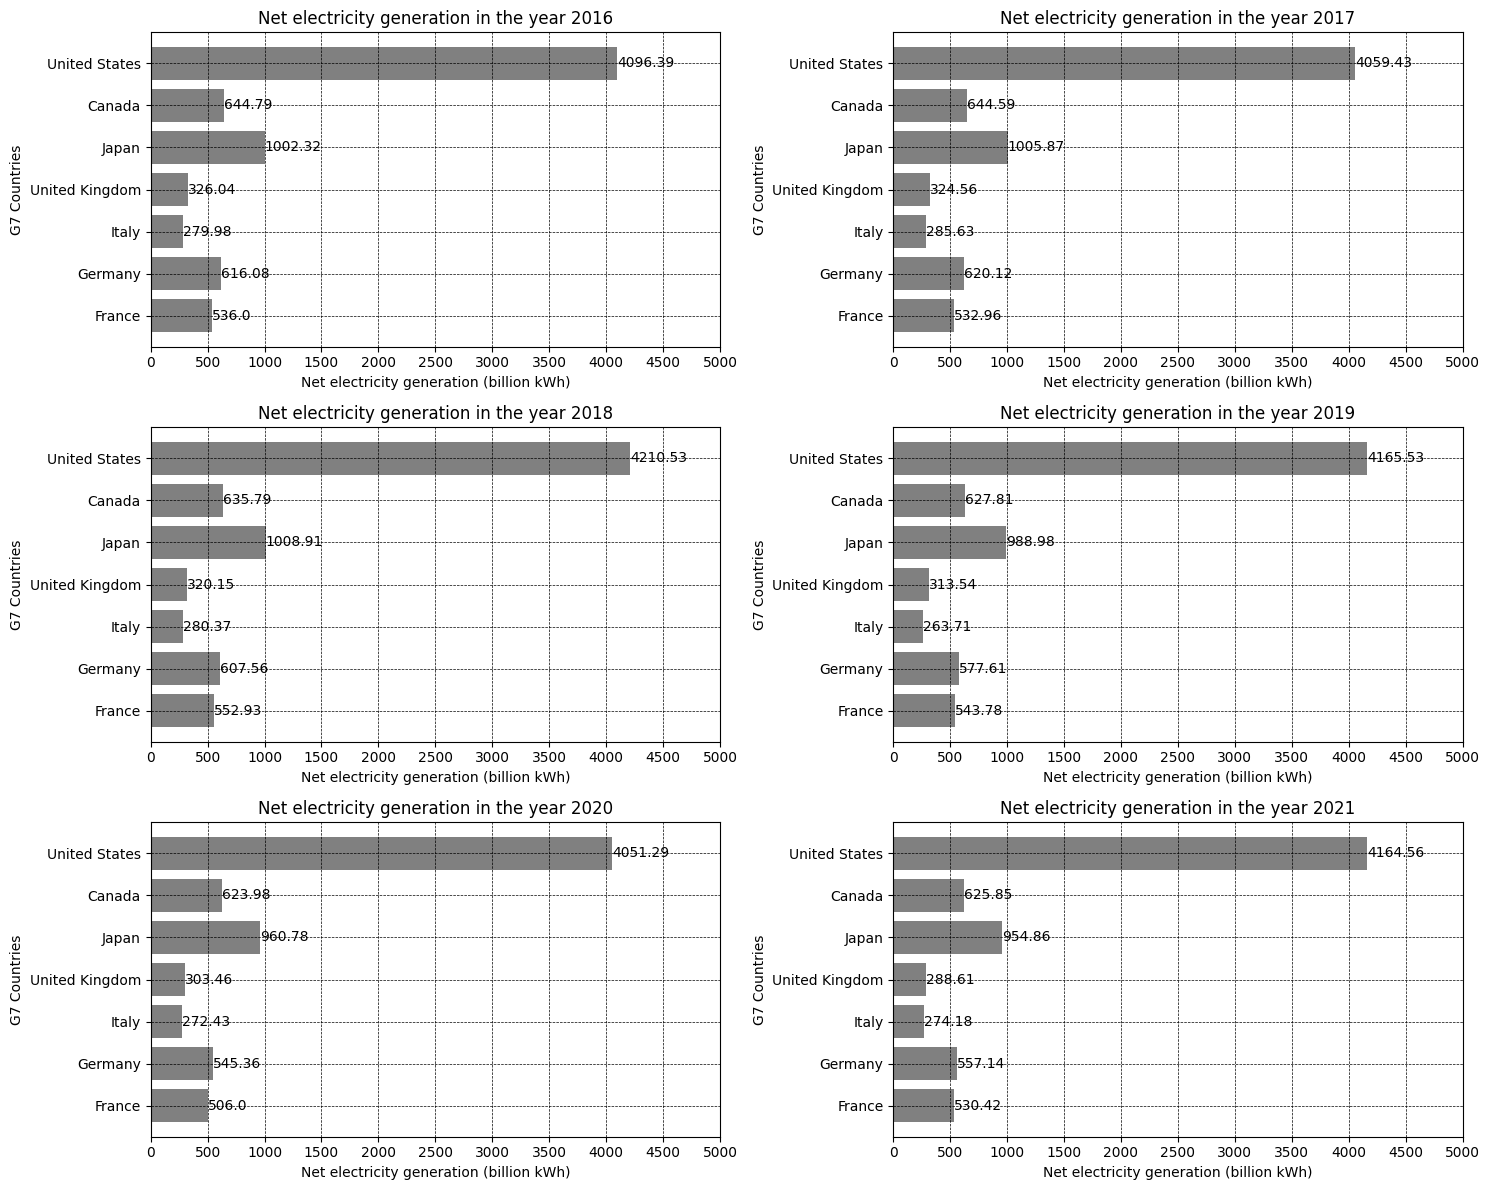 Net electricity generation in the year 2016
G7 Countries
United States 4096.39
Canada 644.79
Japan 1002.32
United Kingdom 326.04
Italy 279.98
Germany 616.08
France 536.0
0 500 1000 1500 2000 2500 3000 3500 4000 4500 5000
Net electricity generation (billion kWh)
Net electricity generation in the year 2017
G7 Countries
United States 4059.43
Canada 644.59
Japan 1005.87
United Kingdom 324.56
Italy 285.63
Germany 620.12
France 532.96
0 500 1000 1500 2000 2500 3000 3500 4000 4500 5000
Net electricity generation (billion kWh)
Net electricity generation in the year 2018
G7 Countries
United States 4210.53
Canada 635.79
Japan 1008.91
United Kingdom 320.15
Italy 280.37
Germany 607.56
France 552.93
0 500 1000 1500 2000 2500 3000 3500 4000 4500 5000
Net electricity generation (billion kWh)
Net electricity generation in the year 2019
G7 Countries
United States 4165.53
Canada 627.81
Japan 988.98
United Kingdom 313.54
Italy 263.71
Germany 577.61
France 543.78
0 500 1000 1500 2000 2500 3000 3500 4000 4500 5000
Net electricity generation (billion kWh)
Net electricity generation in the year 2020
G7 Countries
United States 4051.29
Canada 623.98
Japan 960.78
United Kingdom 303.46
Italy 272.43
Germany 545.36
France 506.0
0 500 1000 1500 2000 2500 3000 3500 4000 4500 5000
Net electricity generation (billion kWh)
Net electricity generation in the year 2021
G7 Countries
United States 4164.56
Canada 625.85
Japan 954.86
United Kingdom 288.61
Italy 274.18
Germany 557.14
France 530.42
0 500 1000 1500 2000 2500 3000 3500 4000 4500 5000
Net electricity generation (billion kWh)